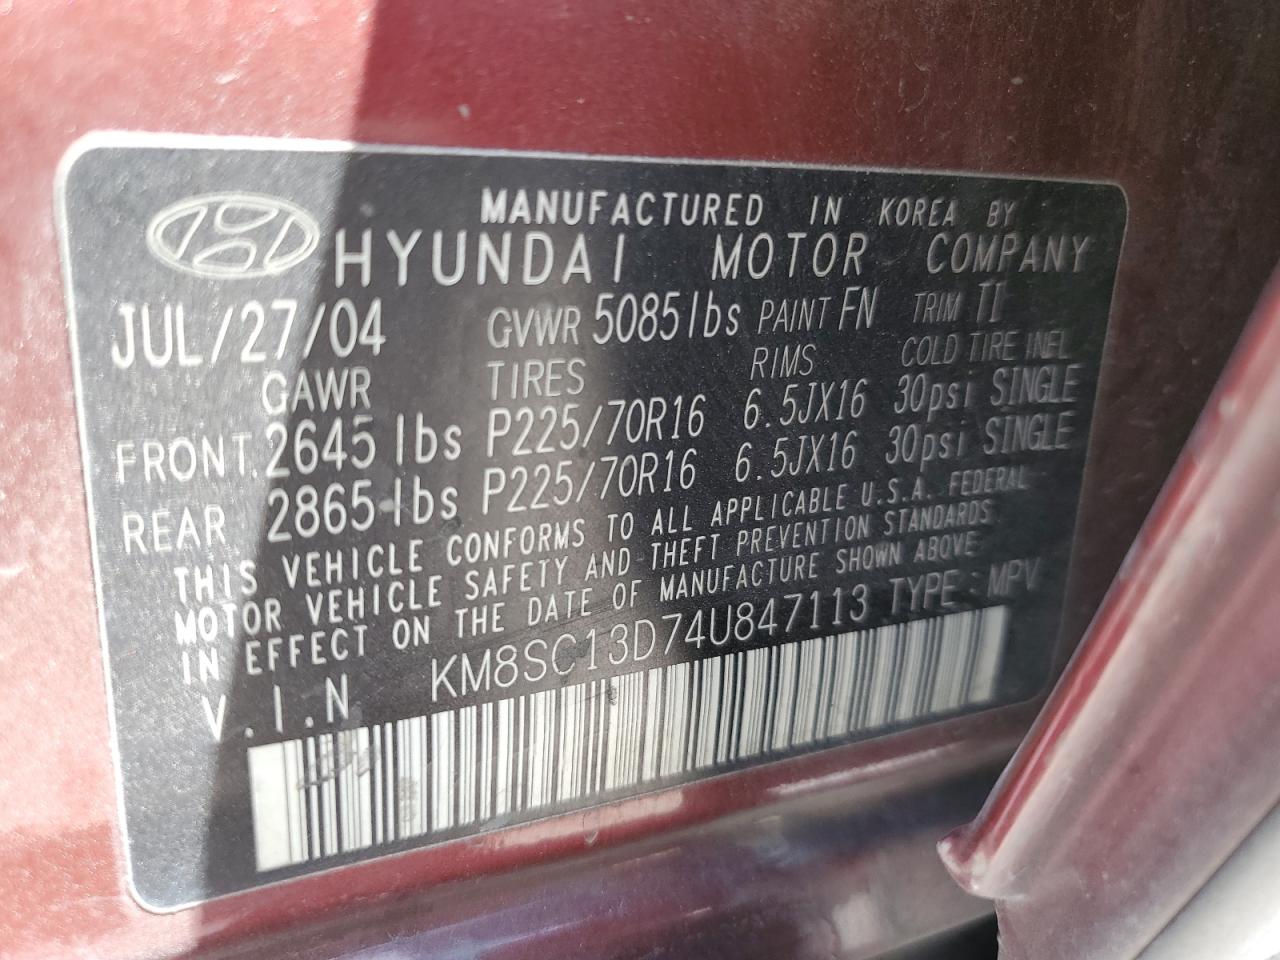 MANUFACTURED IN KOREA BY
HYUNDAI MOTOR COMPANY
JUL/27/04 GVWR 5085lbs PAINT FN TRIM TI
GAWR TIRES RIMS COLD TIRE INFL
FRONT 2645 lbs P225/70R16 6.5JX16 30psi SINGLE
REAR 2865 lbs P225/70R16 6.5JX16 30psi SINGLE
THIS VEHICLE CONFORMS TO ALL APPLICABLE U.S.A. FEDERAL
MOTOR VEHICLE SAFETY AND THEFT PREVENTION STANDARDS
IN EFFECT ON THE DATE OF MANUFACTURE SHOWN ABOVE
V.I.N KM8SC13D74U847113 TYPE : MPV